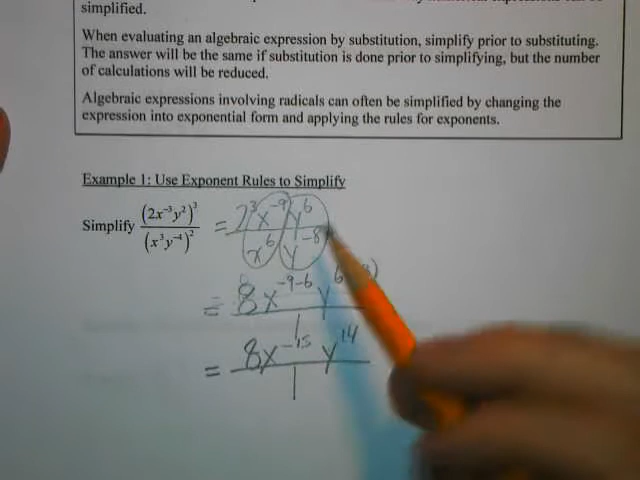 simplified.
When evaluating an algebraic expression by substitution, simplify prior to substituting.
The answer will be the same if substitution is done prior to simplifying, but the number
of calculations will be reduced.
Algebraic expressions involving radicals can often be simplified by changing the
expression into exponential form and applying the rules for exponents.
Example 1: Use Exponent Rules to Simplify
Simplify (2x⁻³y²)³ / (x³y⁻⁴)² = 2³x⁻⁹y⁶ / x⁶y⁻⁸
= 8x⁻⁹⁻⁶y⁶ / 1
= 8x⁻¹⁵y¹⁴ / 1